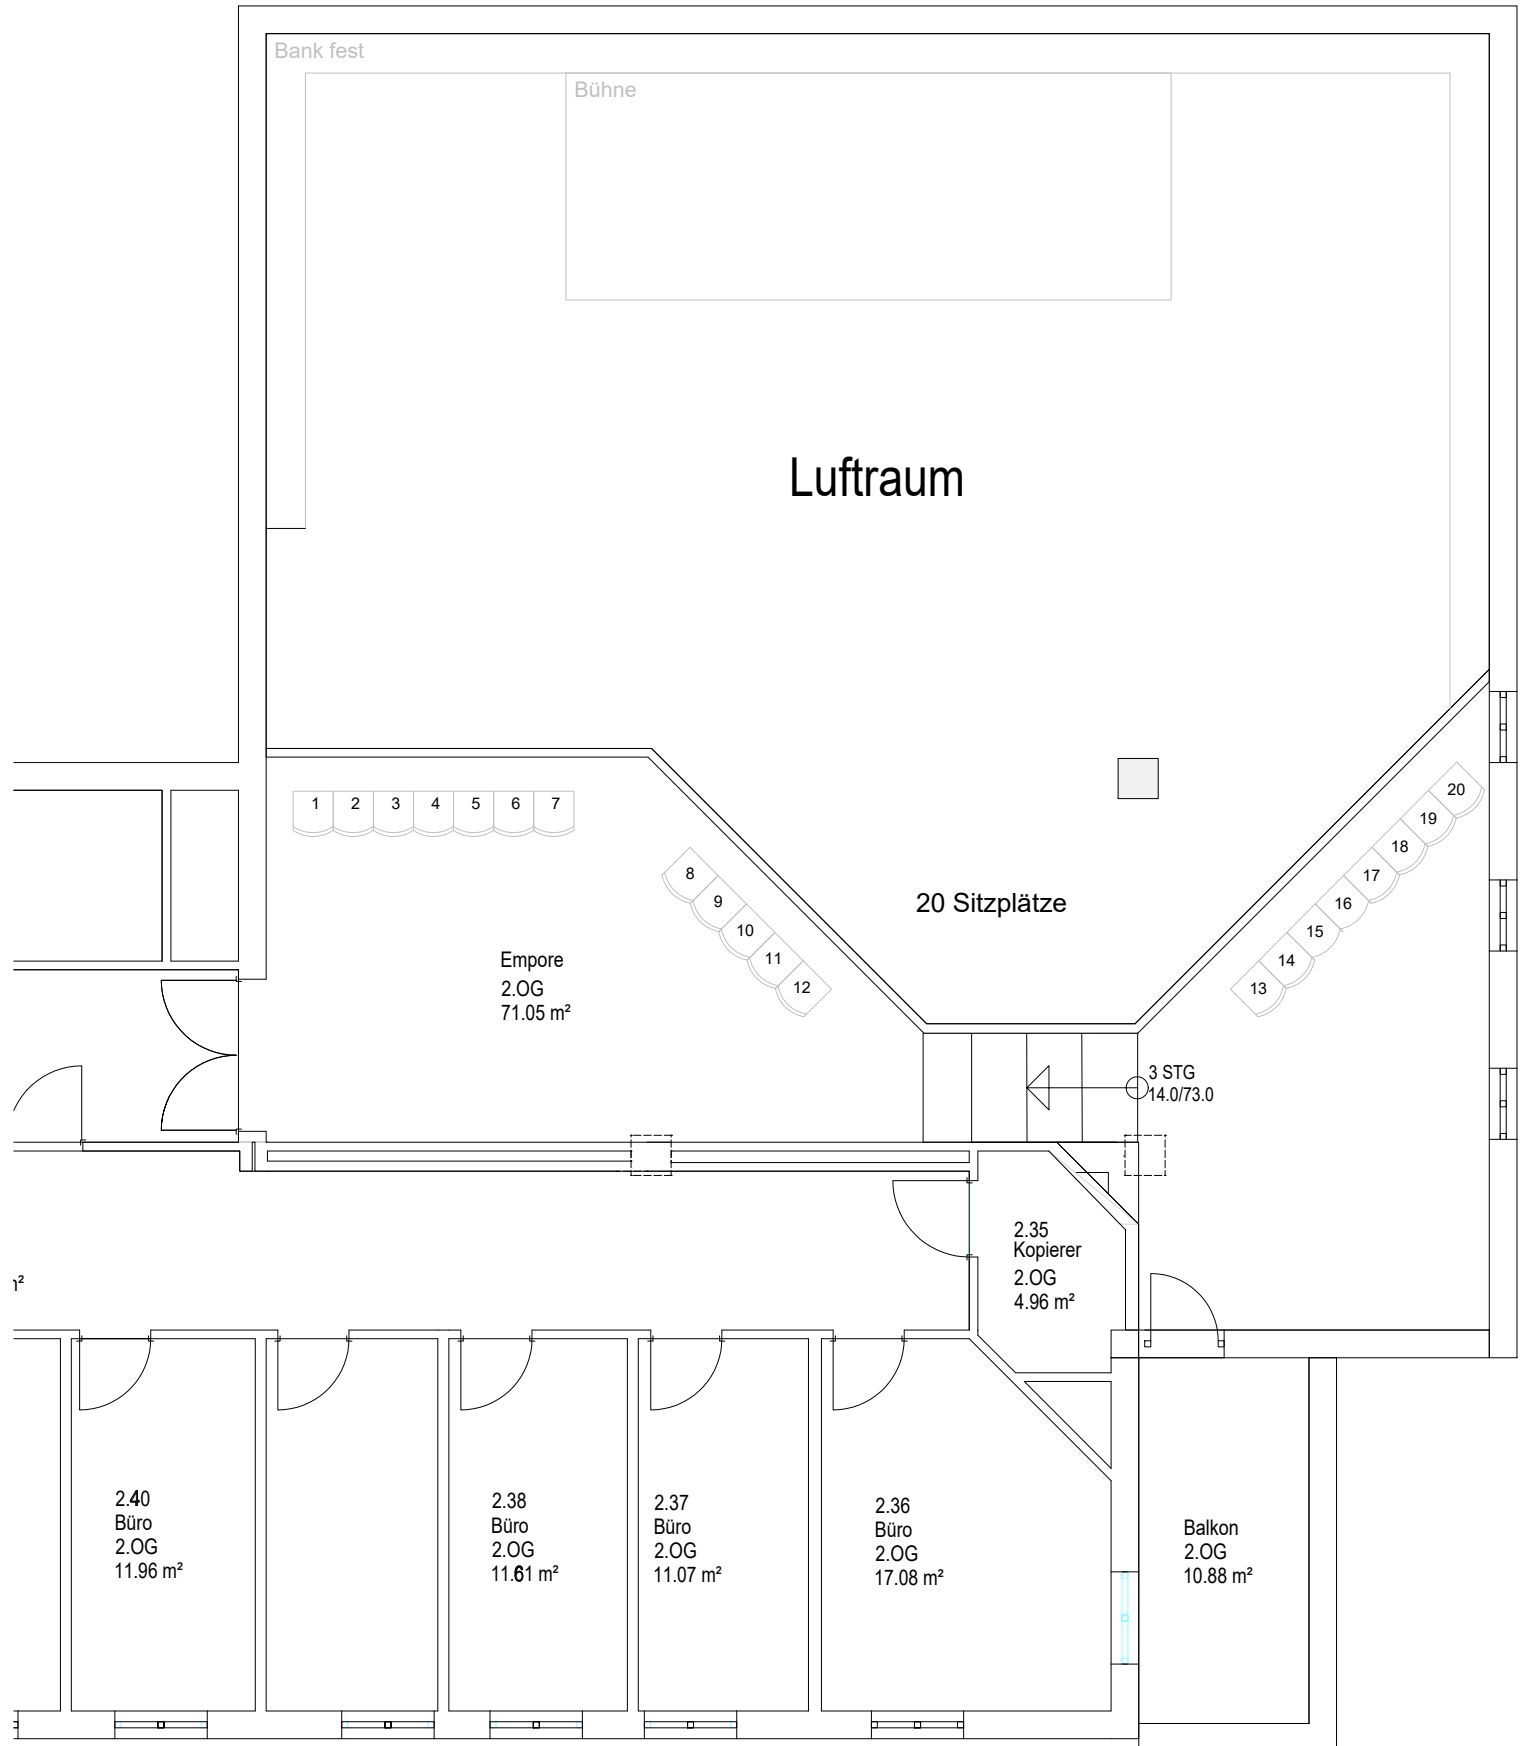 Bank fest
Bühne
Luftraum
1 2 3 4 5 6 7
8
9
10
11
12
20
19
18
17
16
15
14
13
20 Sitzplätze
Empore
2.OG
71.05 m²
3 STG
14.0/73.0
2.35
Kopierer
2.OG
4.96 m²
m²
2.40
Büro
2.OG
11.96 m²
2.38
Büro
2.OG
11.61 m²
2.37
Büro
2.OG
11.07 m²
2.36
Büro
2.OG
17.08 m²
Balkon
2.OG
10.88 m²